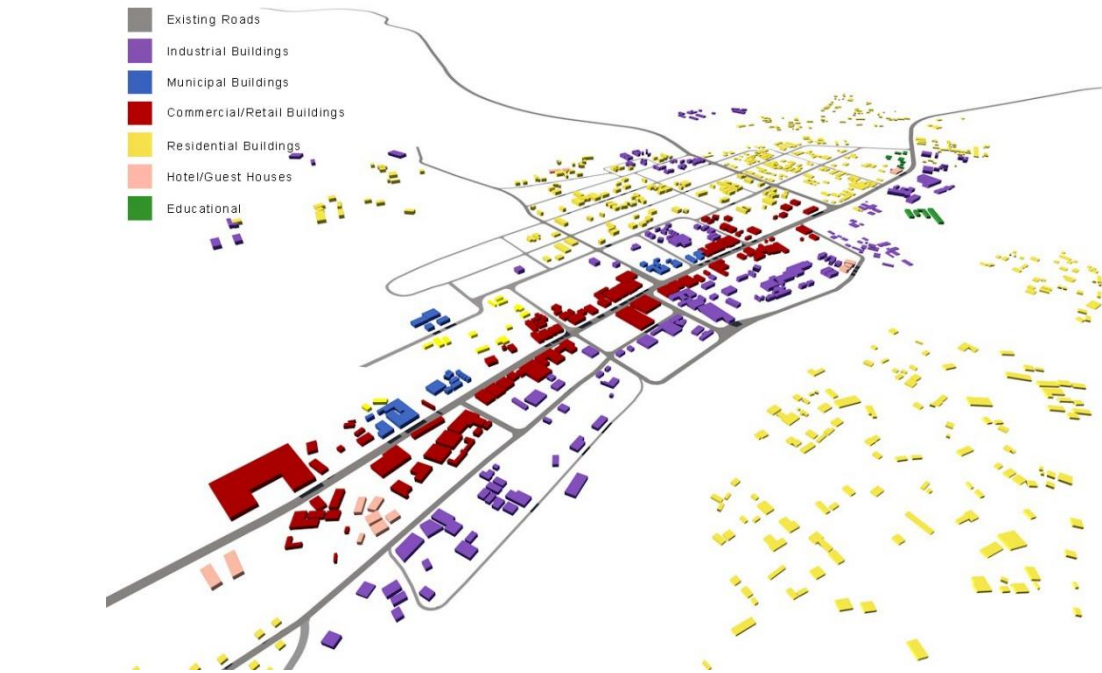 Existing Roads
Industrial Buildings
Municipal Buildings
Commercial/Retail Buildings
Residential Buildings
Hotel/Guest Houses
Educational